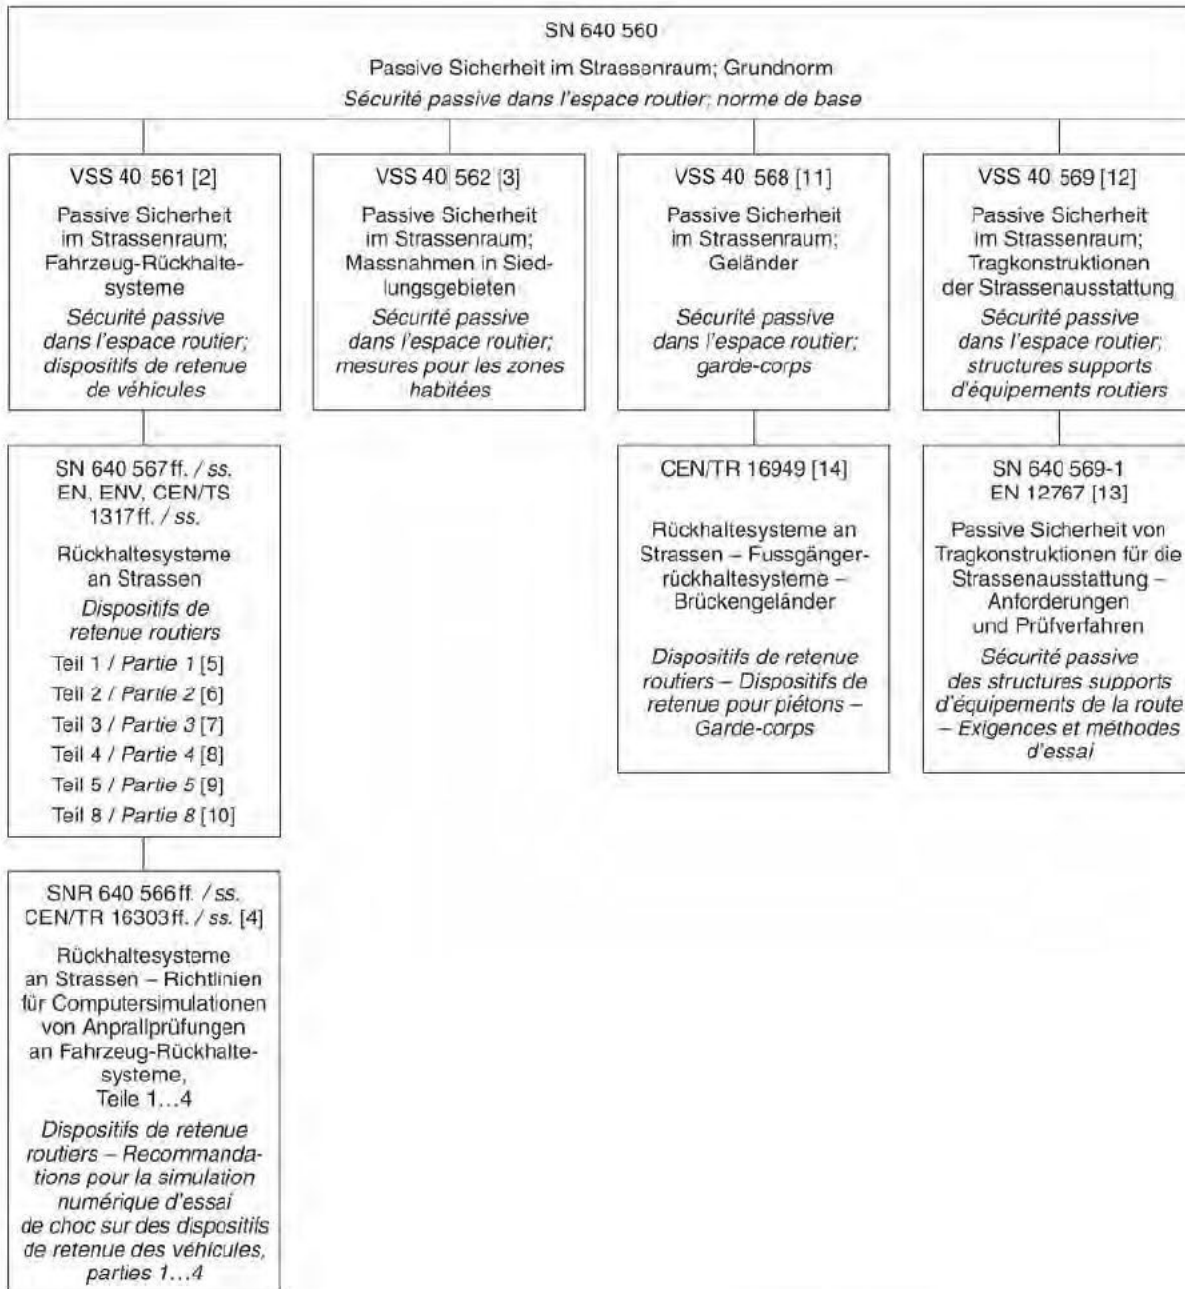 SN 640 560
Passive Sicherheit im Strassenraum; Grundnorm
Sécurité passive dans l'espace routier; norme de base
VSS 40 561 [2]
Passive Sicherheit
im Strassenraum;
Fahrzeug-Rückhalte-
systeme
Sécurité passive
dans l'espace routier;
dispositifs de retenue
de véhicules
VSS 40 562 [3]
Passive Sicherheit
im Strassenraum;
Massnahmen in Sied-
lungsgebieten
Sécurité passive
dans l'espace routier;
mesures pour les zones
habitées
VSS 40 568 [11]
Passive Sicherheit
im Strassenraum;
Geländer
Sécurité passive
dans l'espace routier;
garde-corps
VSS 40 569 [12]
Passive Sicherheit
im Strassenraum;
Tragkonstruktionen
der Strassenausstattung
Sécurité passive
dans l'espace routier;
structures supports
d'équipements routiers
SN 640 567ff. / ss.
EN, ENV, CEN/TS
1317ff. / ss.
Rückhaltesysteme
an Strassen
Dispositifs de
retenue routiers
Teil 1 / Partie 1 [5]
Teil 2 / Partie 2 [6]
Teil 3 / Partie 3 [7]
Teil 4 / Partie 4 [8]
Teil 5 / Partie 5 [9]
Teil 8 / Partie 8 [10]
CEN/TR 16949 [14]
Rückhaltesysteme an
Strassen – Fussgänger-
rückhaltesysteme –
Brückengeländer
Dispositifs de retenue
routiers – Dispositifs de
retenue pour piétons –
Garde-corps
SN 640 569-1
EN 12767 [13]
Passive Sicherheit von
Tragkonstruktionen für die
Strassenausstattung –
Anforderungen
und Prüfverfahren
Sécurité passive
des structures supports
d'équipements de la route
– Exigences et méthodes
d'essai
SNR 640 566ff. / ss.
CEN/TR 16303ff. / ss. [4]
Rückhaltesysteme
an Strassen – Richtlinien
für Computersimulationen
von Anprallprüfungen
an Fahrzeug-Rückhalte-
systeme,
Teile 1...4
Dispositifs de retenue
routiers – Recommanda-
tions pour la simulation
numérique d'essai
de choc sur des dispositifs
de retenue des véhicules,
parties 1...4